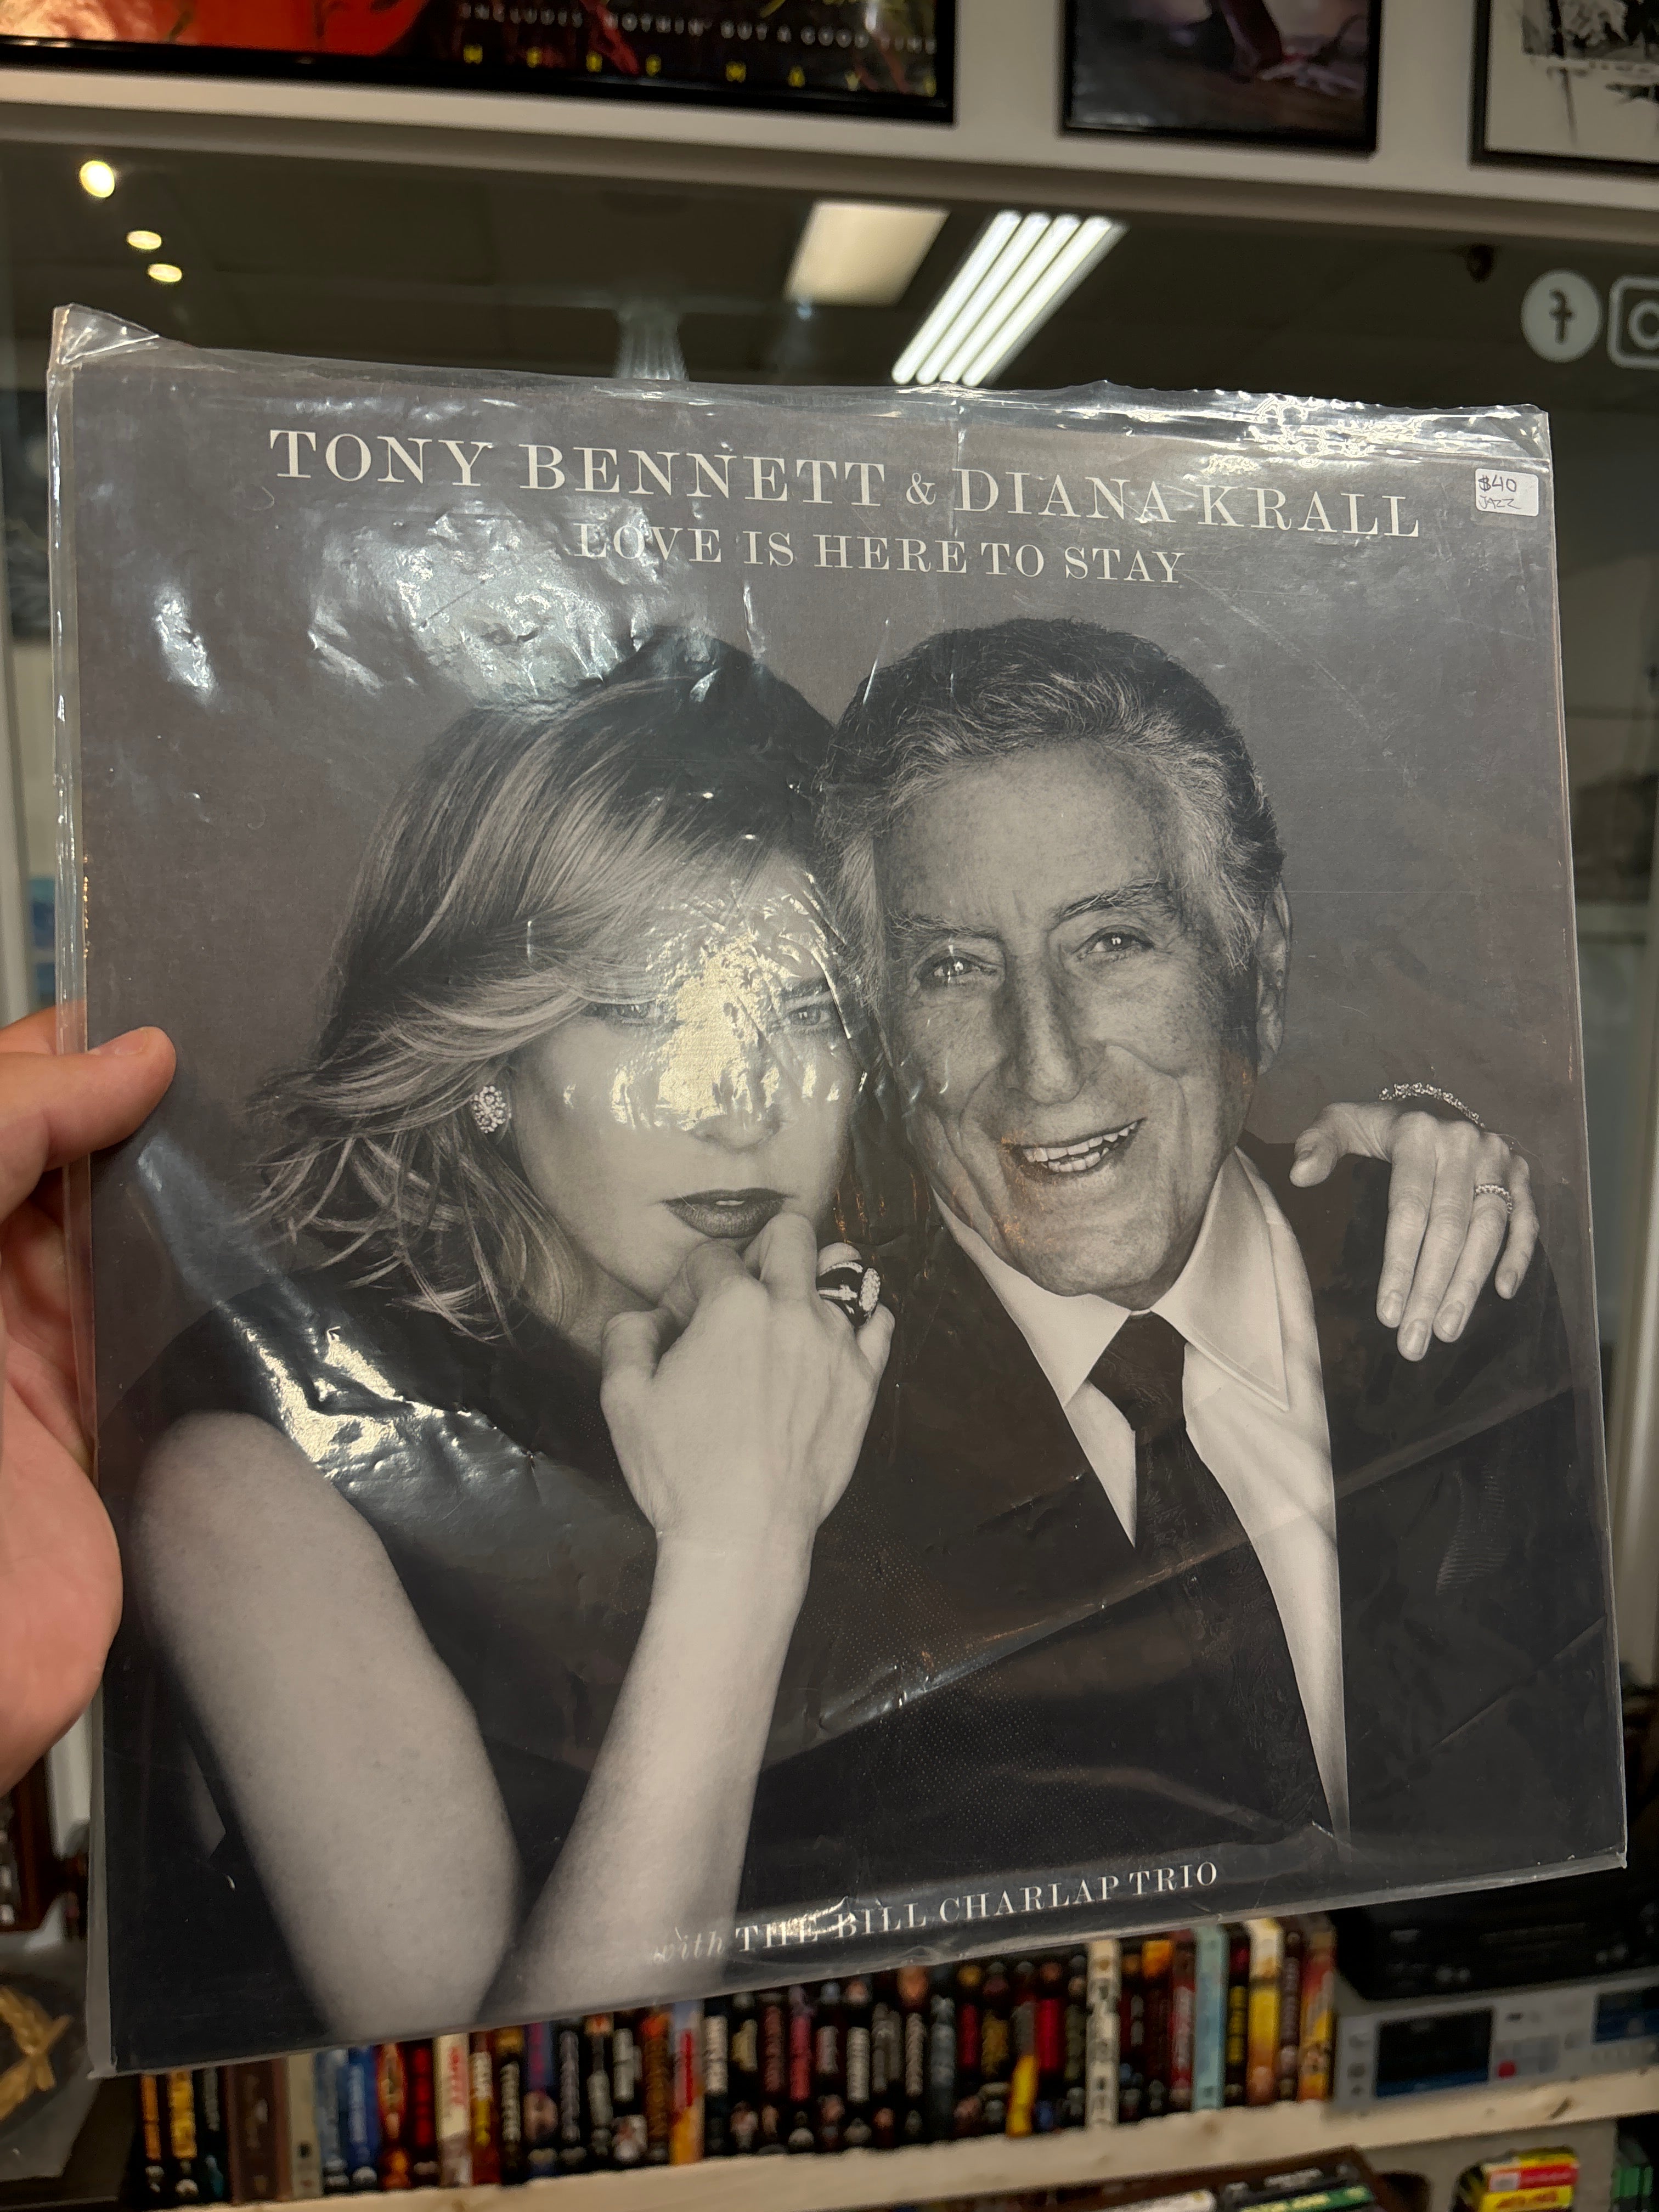 INCLUDES NOTHIN' BUT A GOOD TIME
TONY BENNETT & DIANA KRALL
LOVE IS HERE TO STAY
$40
JAZZ
with THE BILL CHARLAP TRIO